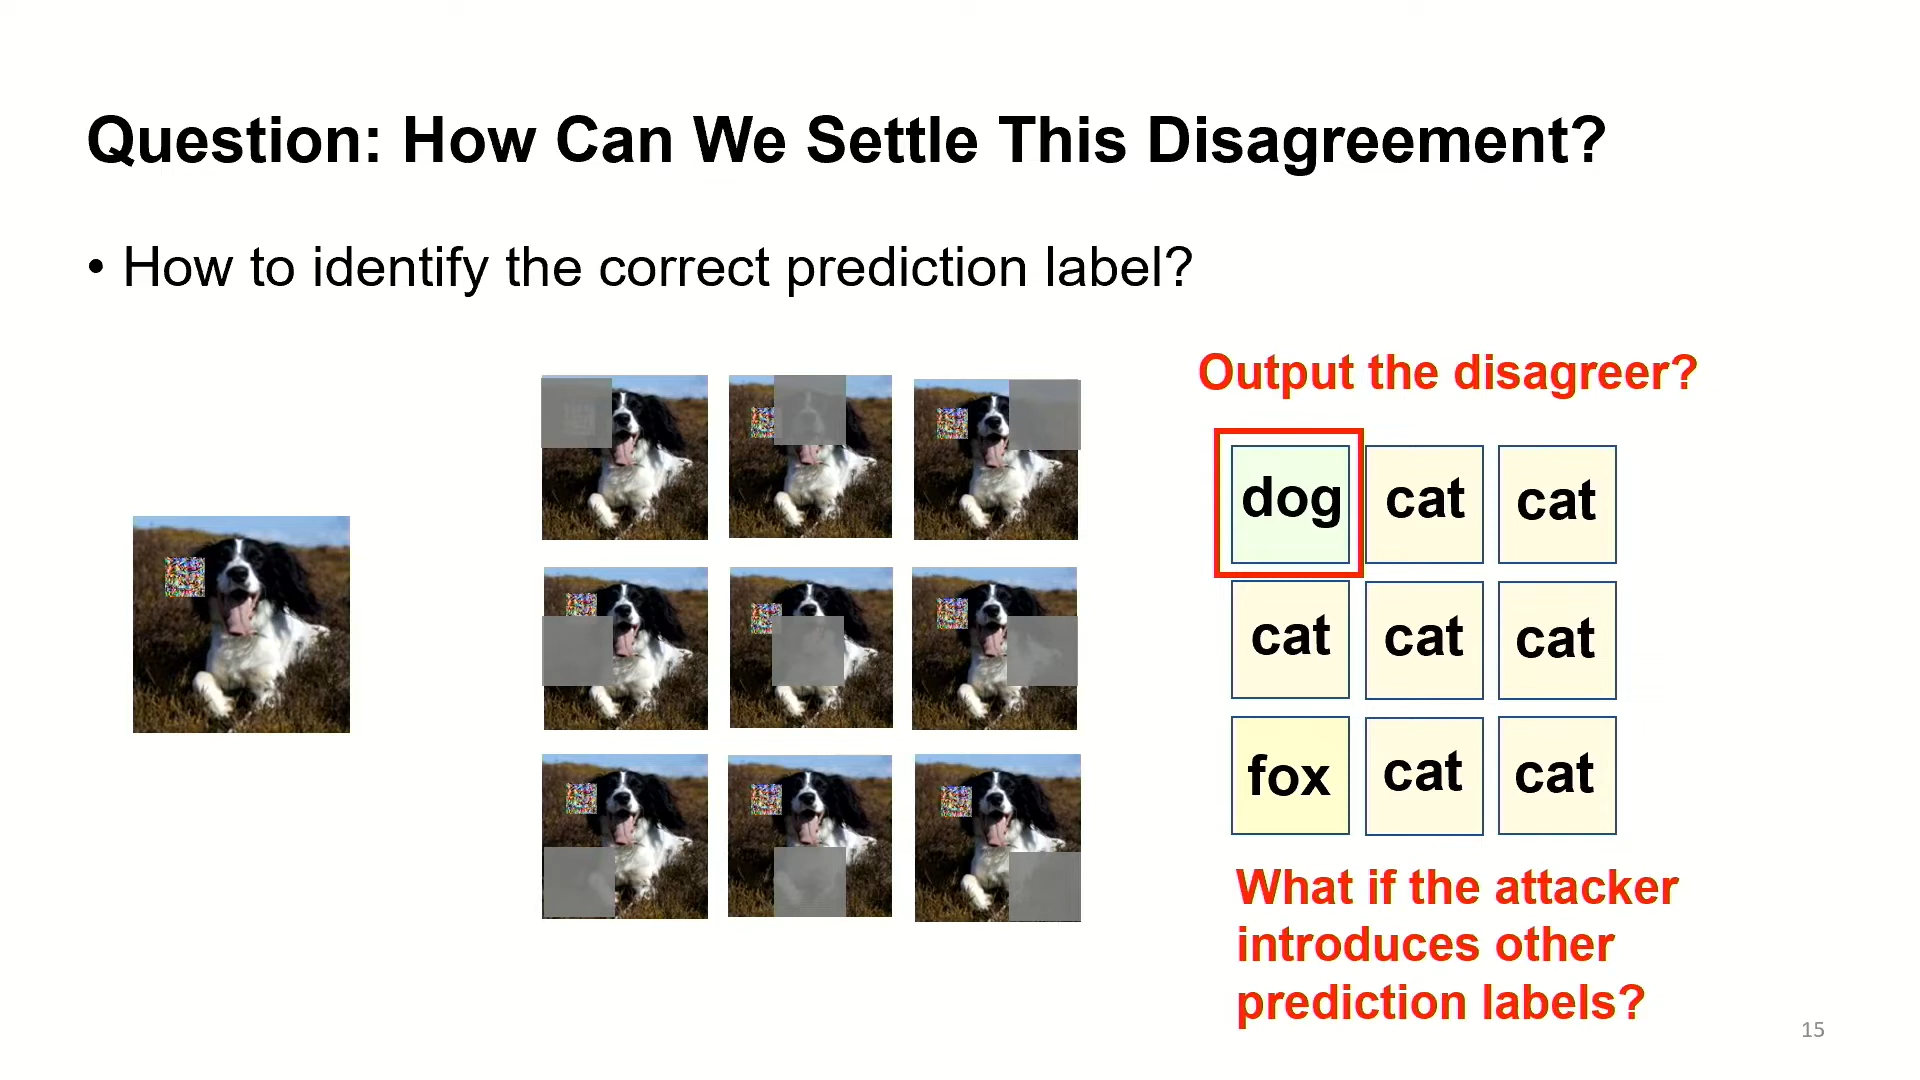 Question: How Can We Settle This Disagreement?
• How to identify the correct prediction label?
Output the disagreer?
dog cat cat
cat cat cat
fox cat cat
What if the attacker
introduces other
prediction labels?
15